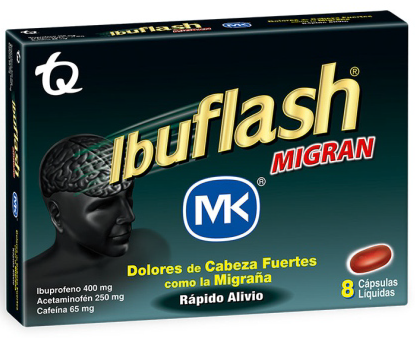 TQ
Ibuflash®
MIGRAN
MK®
Dolores de Cabeza Fuertes
como la Migraña
Rápido Alivio
Ibuprofeno 400 mg
Acetaminofén 250 mg
Cafeína 65 mg
8 Cápsulas
Líquidas